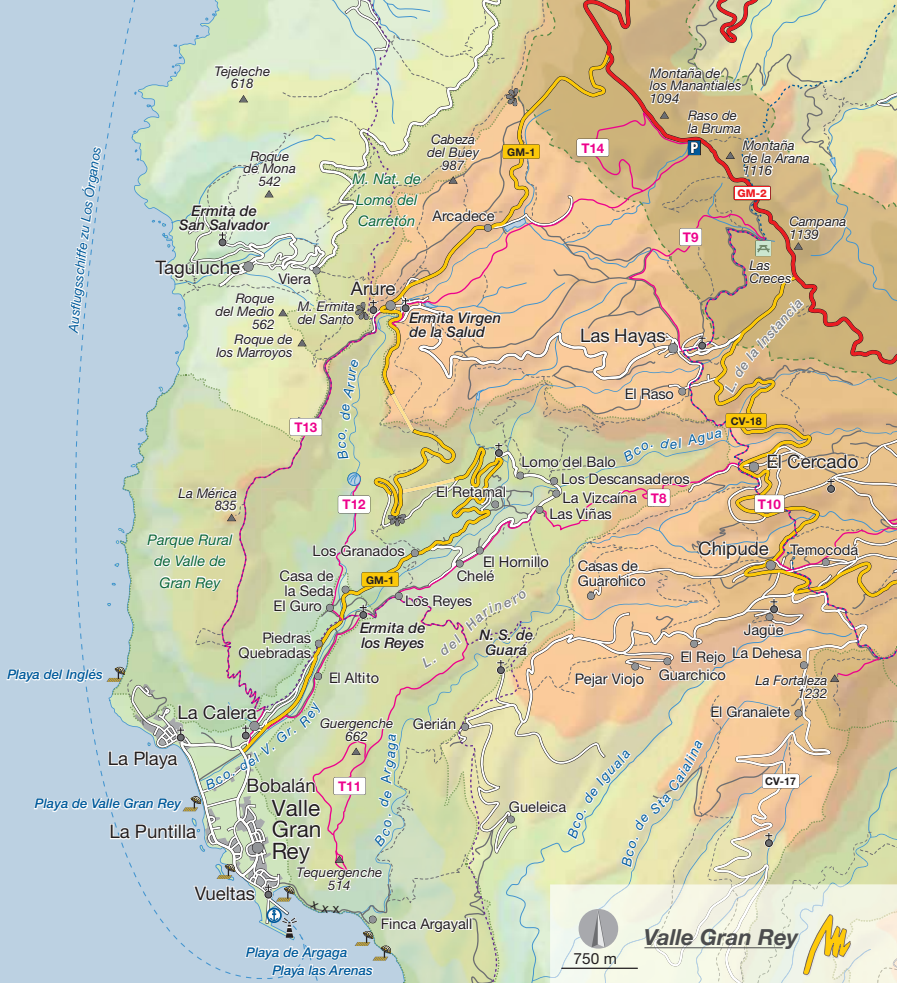 Tejeleche
618
Montaña de
los Manantiales
1094
Raso de
la Bruma
P
Montaña
de la Arana
1116
Cabeza
del Buey
987
GM-1
T14
GM-2
Roque
de Mona
542
M. Nat. de
Lomo del
Carretón
Ermita de
San Salvador
Arcadece
T9
Campana
1139
Las
Creces
Taguluche
Viera
Arure
Roque
del Medio
562
M. Ermita
del Santo
Ermita Virgen
de la Salud
Roque de
los Marroyos
Las Hayas
L. de la Instancia
El Raso
Ausflugsschiffe zu Los Órganos
Bco. de Arure
T13
CV-18
Bco. del Agua
Lomo del Balo
El Cercado
Los Descansaderos
El Retamal
La Vizcaina
T8
Las Viñas
La Mérica
835
T12
T10
Parque Rural
de Valle de
Gran Rey
Los Granados
El Hornillo
Chelé
Chipude
Temocodá
Casas de
Guarohico
GM-1
Casa de
la Seda
El Guro
Los Reyes
Ermita de
los Reyes
L. del Harinero
N. S. de
Guará
Jagüe
Piedras
Quebradas
El Rejo
La Dehesa
Pejar Viojo
Guarchico
La Fortaleza
1232
Playa del Inglés
El Altito
La Calera
Guergenche
662
Gerián
El Granalete
La Playa
Bco. del V. Gr. Rey
T11
Bco. de Argaga
Bco. de Iguala
Bco. de Sta Caialina
CV-17
Playa de Valle Gran Rey
Bobalán
Valle
Gran
Rey
La Puntilla
Gueleica
Tequergenche
514
Vueltas
x x x
Finca Argayall
Playa de Argaga
Playa las Arenas
750 m
Valle Gran Rey